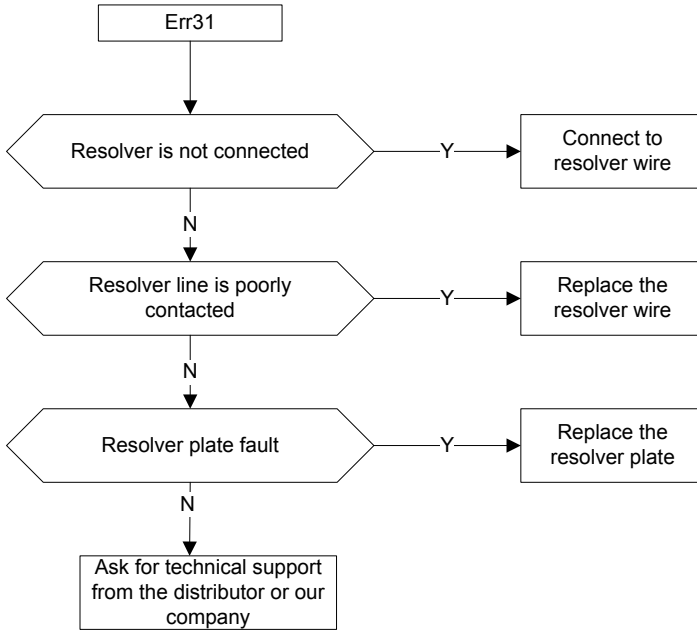 Err31
Resolver is not connected
Y
Connect to
resolver wire
N
Resolver line is poorly
contacted
Y
Replace the
resolver wire
N
Resolver plate fault
Y
Replace the
resolver plate
N
Ask for technical support
from the distributor or our
company